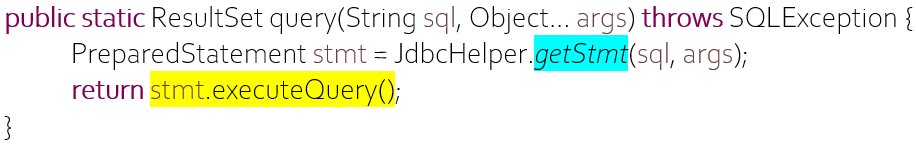 public static ResultSet query(String sql, Object... args) throws SQLException {
PreparedStatement stmt = JdbcHelper.getStmt(sql, args);
return stmt.executeQuery();
}